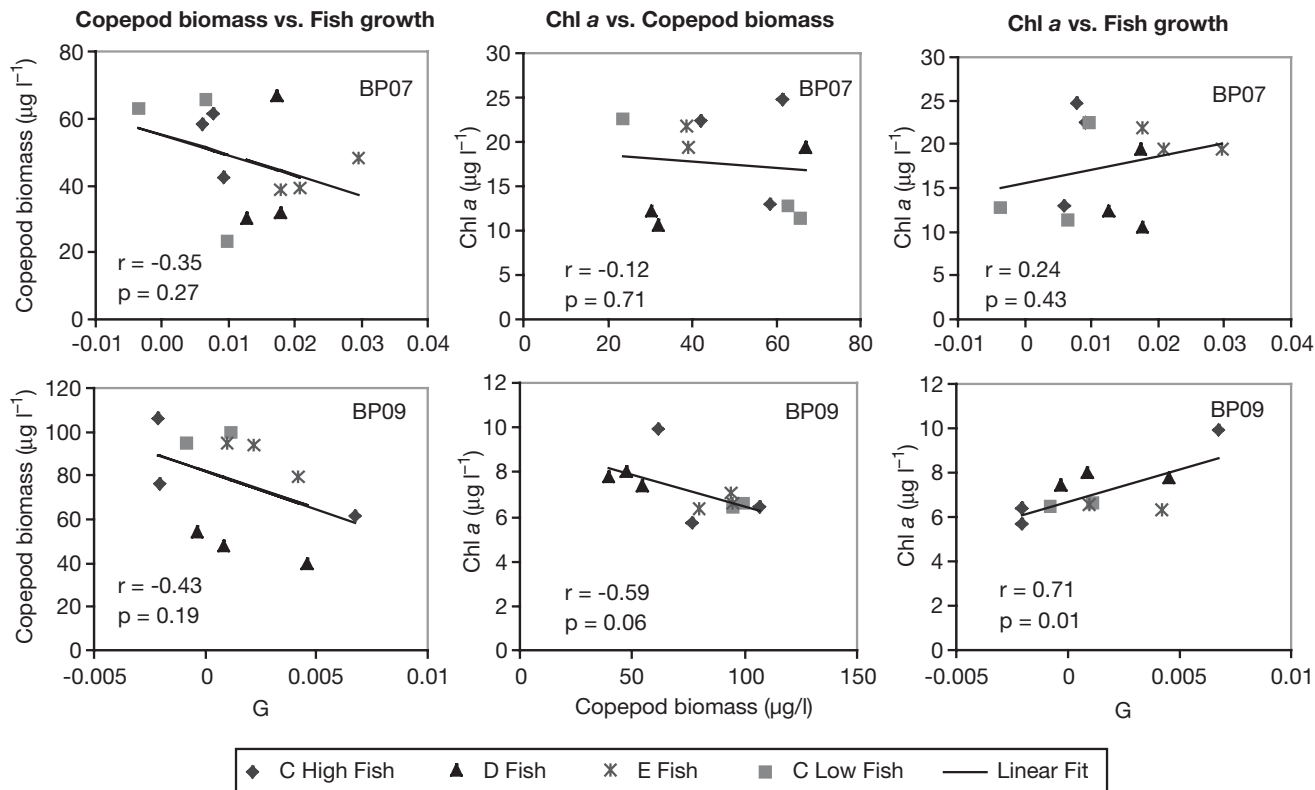 Copepod biomass vs. Fish growth
Chl a vs. Copepod biomass
Chl a vs. Fish growth
Copepod biomass (µg l⁻¹)
80
60
40
20
0
-0.01
0.00
0.01
0.02
0.03
0.04
BP07
r = -0.35
p = 0.27
Chl a (µg l⁻¹)
30
25
20
15
10
5
0
0
20
40
60
80
BP07
r = -0.12
p = 0.71
Chl a (µg l⁻¹)
30
25
20
15
10
5
0
-0.01
0
0.01
0.02
0.03
0.04
BP07
r = 0.24
p = 0.43
Copepod biomass (µg l⁻¹)
120
100
80
60
40
20
0
-0.005
0
0.005
0.01
BP09
r = -0.43
p = 0.19
G
Chl a (µg l⁻¹)
12
10
8
6
4
2
0
0
50
100
150
BP09
r = -0.59
p = 0.06
Copepod biomass (µg/l)
Chl a (µg l⁻¹)
12
10
8
6
4
2
0
-0.005
0
0.005
0.01
BP09
r = 0.71
p = 0.01
G
C High Fish
D Fish
E Fish
C Low Fish
Linear Fit